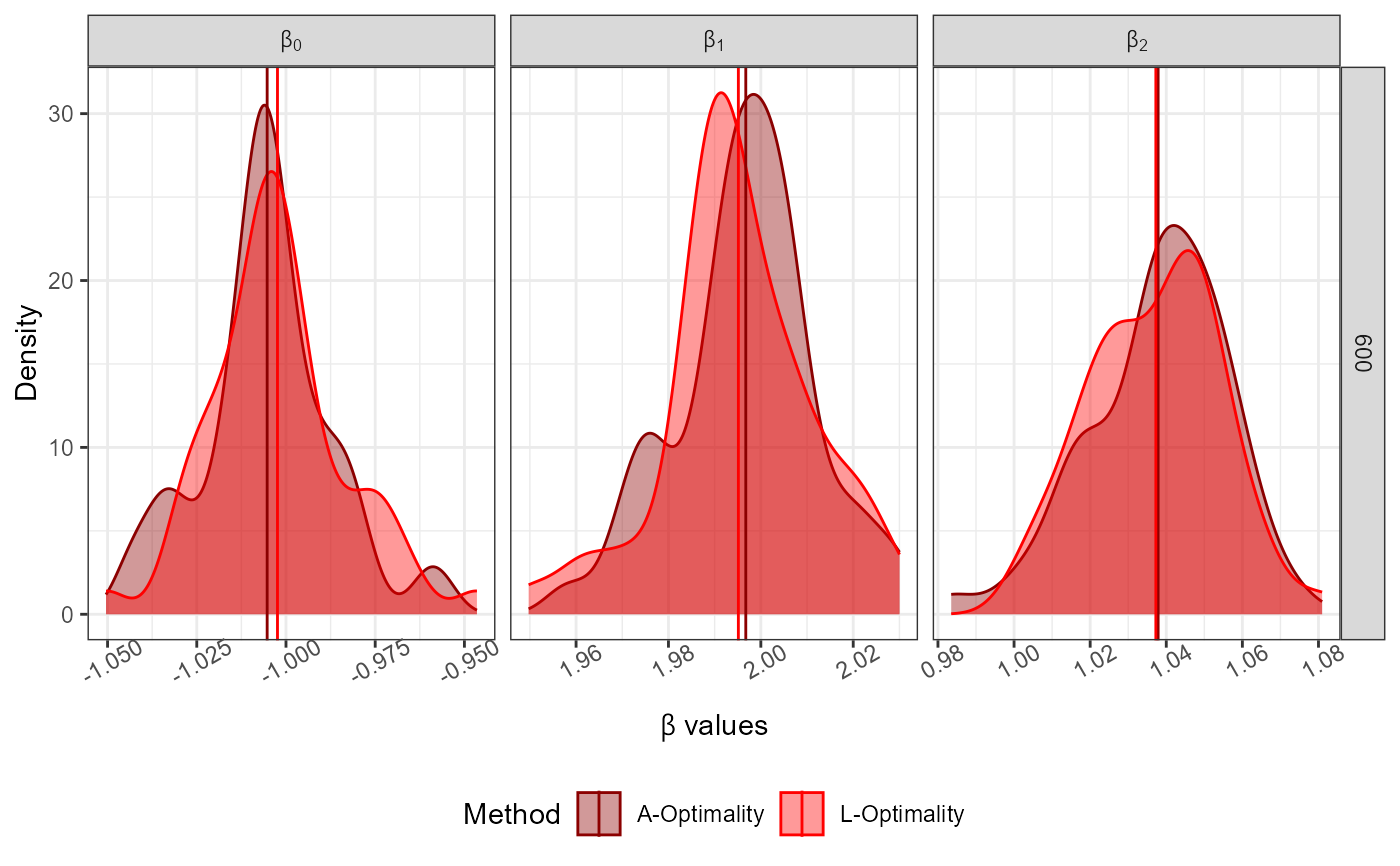 β₀ β₁ β₂
600
Density
30
20
10
0
-1.050 -1.025 -1.000 -0.975 -0.950 1.96 1.98 2.00 2.02 0.98 1.00 1.02 1.04 1.06 1.08
β values
Method A-Optimality L-Optimality